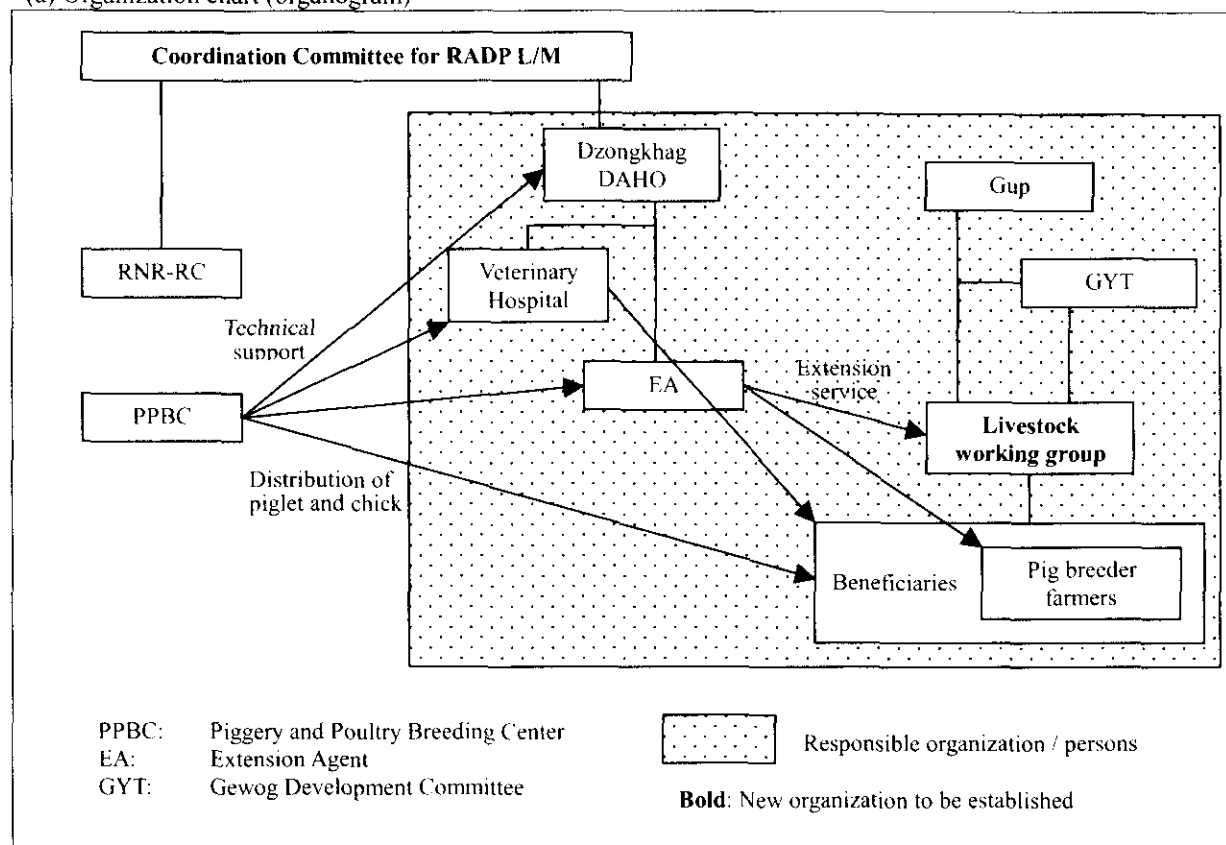 (a) Organization chart (organogram)
Coordination Committee for RADP L/M
Dzongkhag
DAHO
Gup
RNR-RC
Veterinary
Hospital
GYT
Technical
support
EA
Extension
service
PPBC
Livestock
working group
Distribution of
piglet and chick
Beneficiaries
Pig breeder
farmers
PPBC: Piggery and Poultry Breeding Center
EA: Extension Agent
GYT: Gewog Development Committee
Responsible organization / persons
Bold: New organization to be established